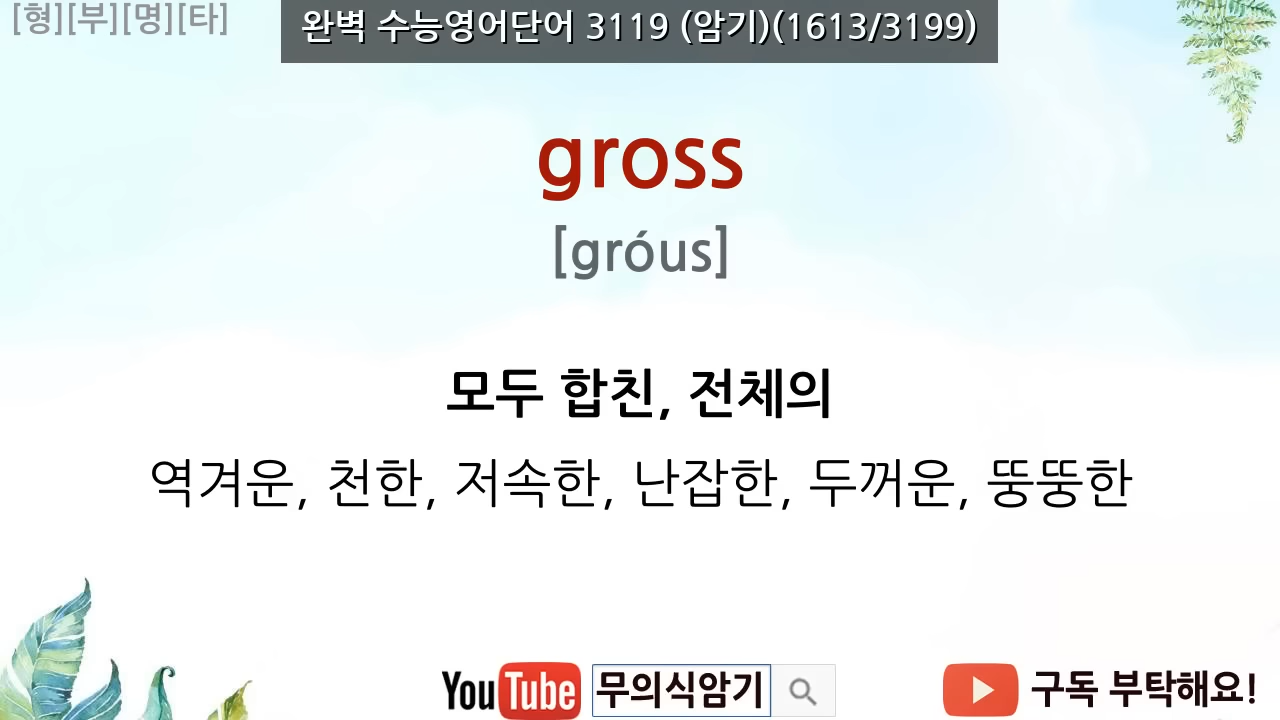 [형][부][명][타]
완벽 수능영어단어 3119 (암기)(1613/3199)
gross
[gróus]
모두 합친, 전체의
역겨운, 천한, 저속한, 난잡한, 두꺼운, 뚱뚱한
YouTube 무의식암기
구독 부탁해요!